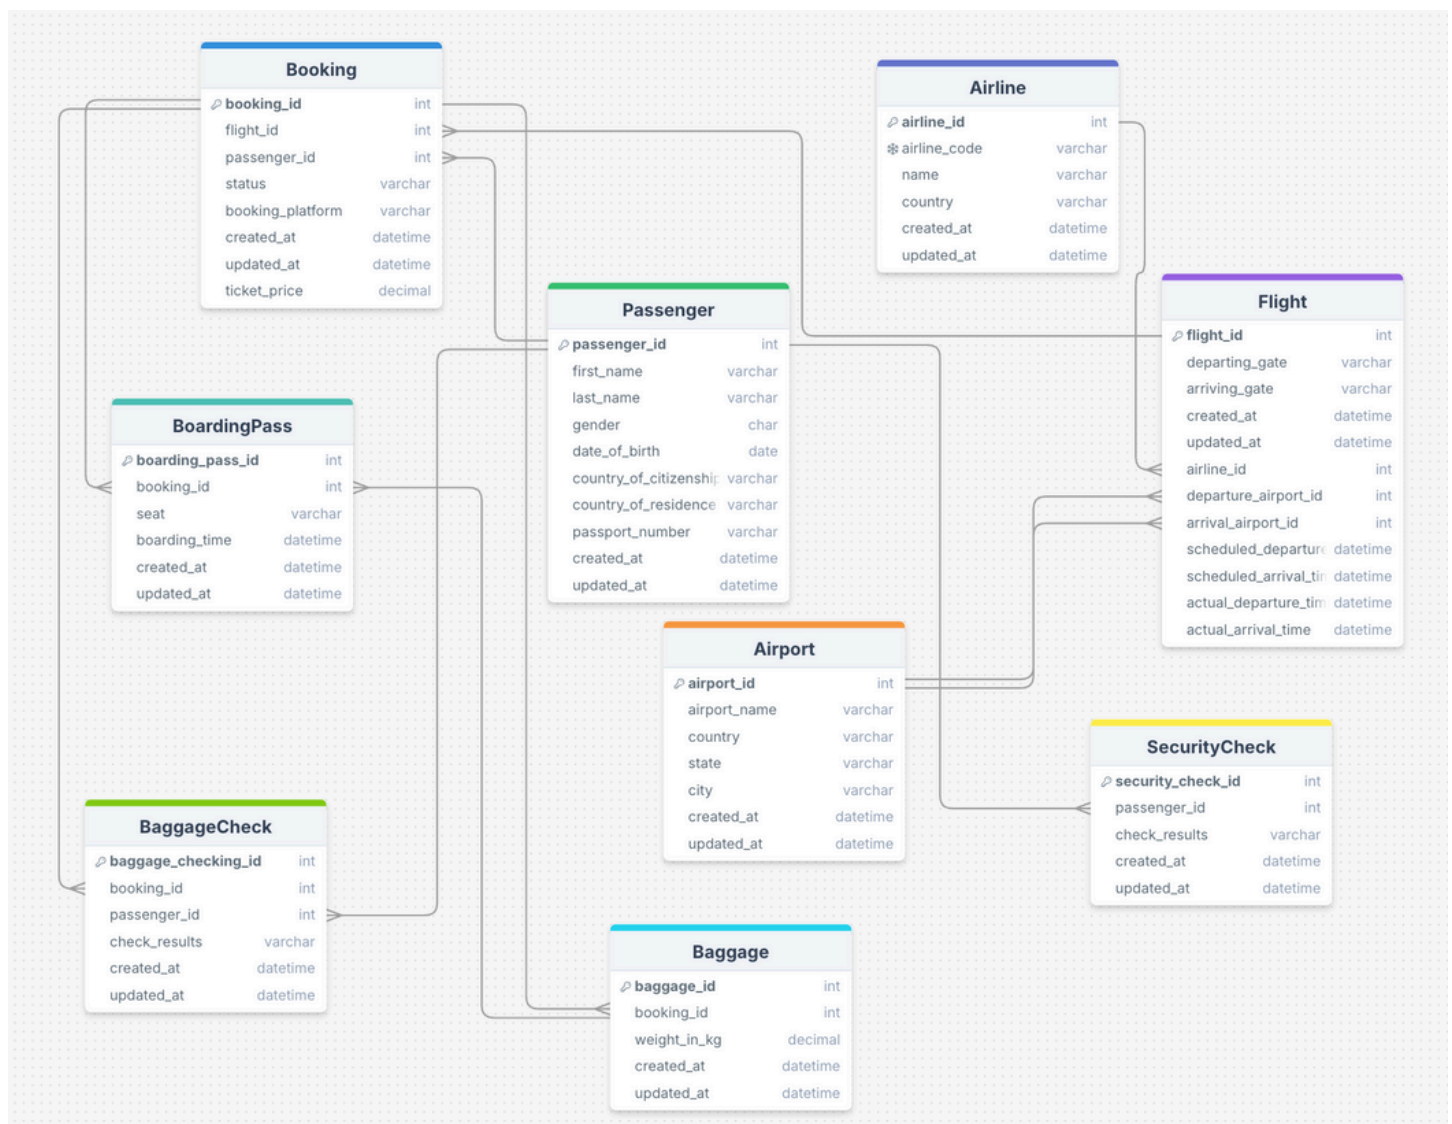 Booking
booking_id int
flight_id int
passenger_id int
status varchar
booking_platform varchar
created_at datetime
updated_at datetime
ticket_price decimal
Airline
airline_id int
airline_code varchar
name varchar
country varchar
created_at datetime
updated_at datetime
Passenger
passenger_id int
first_name varchar
last_name varchar
gender char
date_of_birth date
country_of_citizenship varchar
country_of_residence varchar
passport_number varchar
created_at datetime
updated_at datetime
Flight
flight_id int
departing_gate varchar
arriving_gate varchar
created_at datetime
updated_at datetime
airline_id int
departure_airport_id int
arrival_airport_id int
scheduled_departure datetime
scheduled_arrival_tin datetime
actual_departure_tim datetime
actual_arrival_time datetime
BoardingPass
boarding_pass_id int
booking_id int
seat varchar
boarding_time datetime
created_at datetime
updated_at datetime
Airport
airport_id int
airport_name varchar
country varchar
state varchar
city varchar
created_at datetime
updated_at datetime
SecurityCheck
security_check_id int
passenger_id int
check_results varchar
created_at datetime
updated_at datetime
BaggageCheck
baggage_checking_id int
booking_id int
passenger_id int
check_results varchar
created_at datetime
updated_at datetime
Baggage
baggage_id int
booking_id int
weight_in_kg decimal
created_at datetime
updated_at datetime